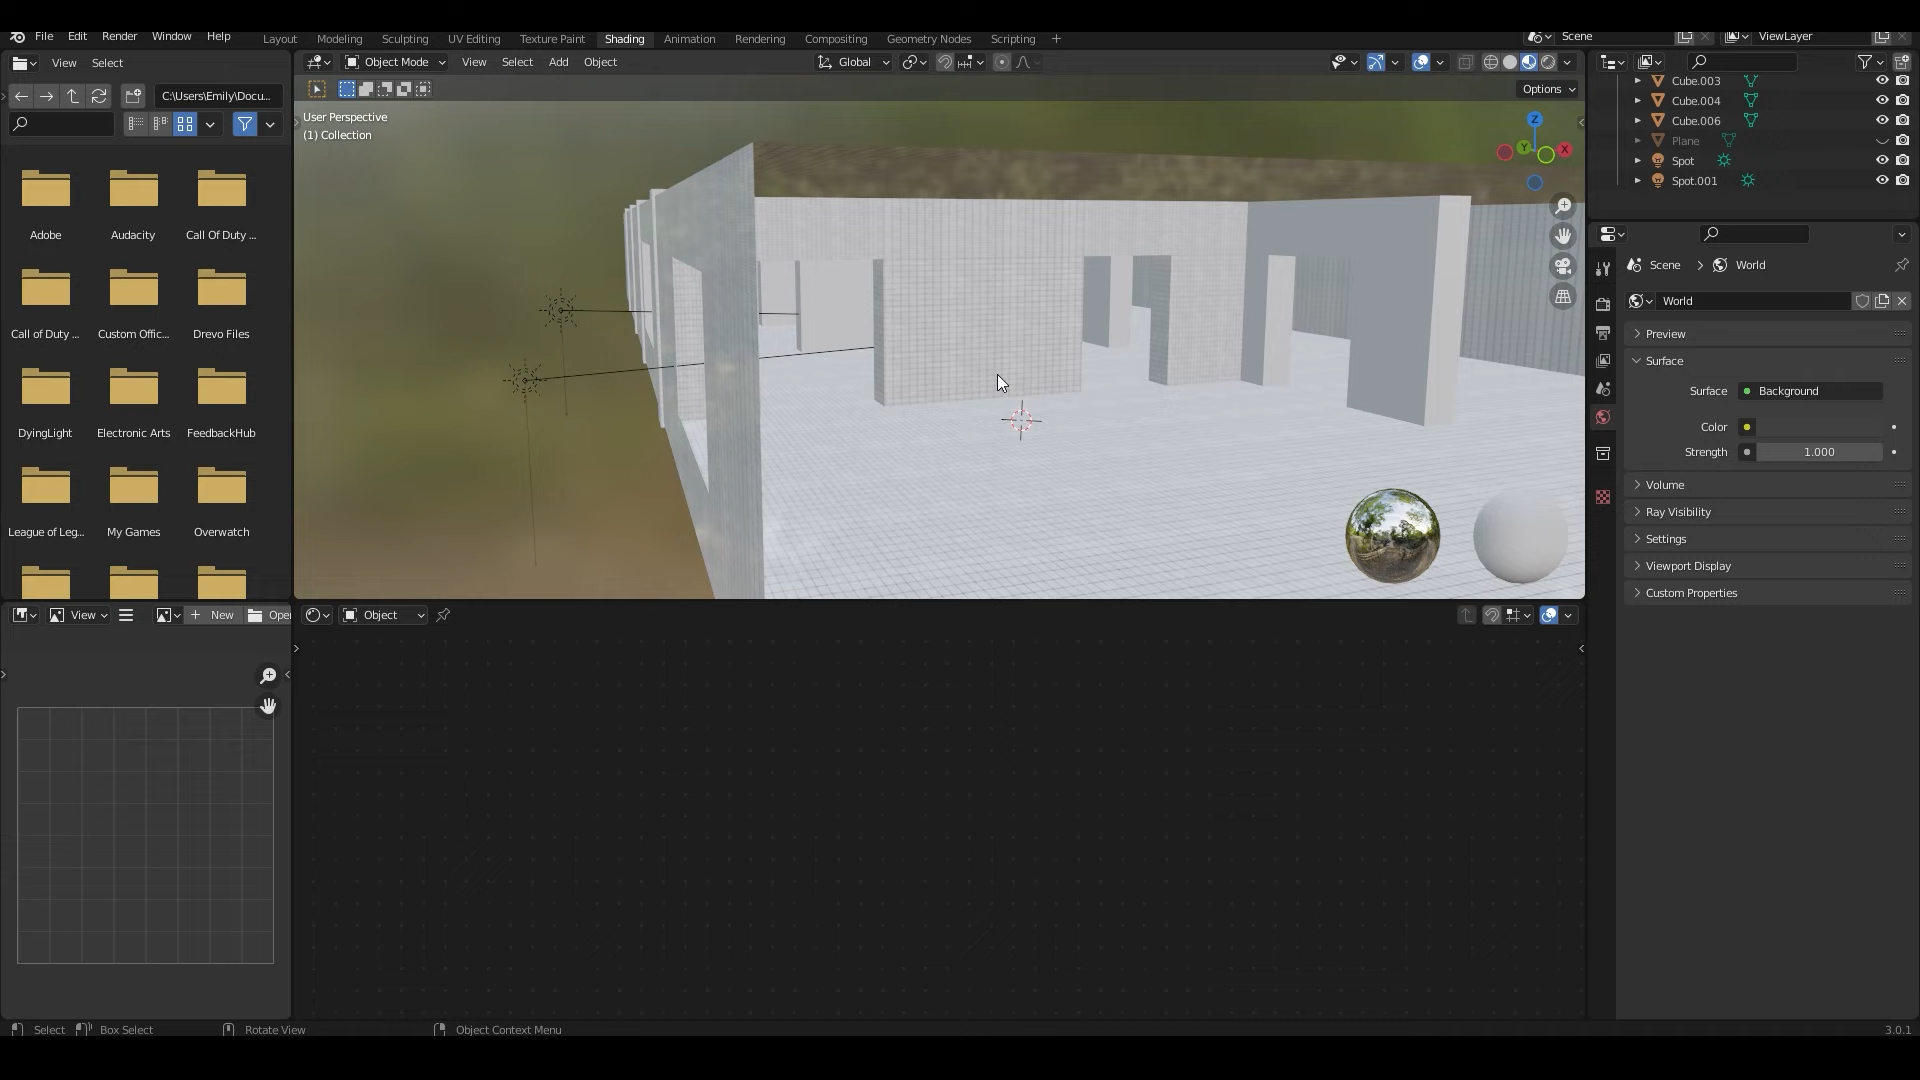 File Edit Render Window Help
Layout Modeling Sculpting UV Editing Texture Paint Shading Animation Rendering Compositing Geometry Nodes Scripting
Scene ViewLayer
View Select
Object Mode View Select Add Object Global
C:\Users\Emily\Docu...
Options
User Perspective
(1) Collection
Z
Y
X
Adobe Audacity Call Of Duty ...
Call of Duty ... Custom Offic... Drevo Files
DyingLight Electronic Arts FeedbackHub
League of Leg... My Games Overwatch
Cube.003
Cube.004
Cube.006
Plane
Spot
Spot.001
Scene World
World
Preview
Surface
Surface Background
Color
Strength 1.000
Volume
Ray Visibility
Settings
Viewport Display
Custom Properties
View New Oper
Object
Select Box Select Rotate View Object Context Menu
3.0.1